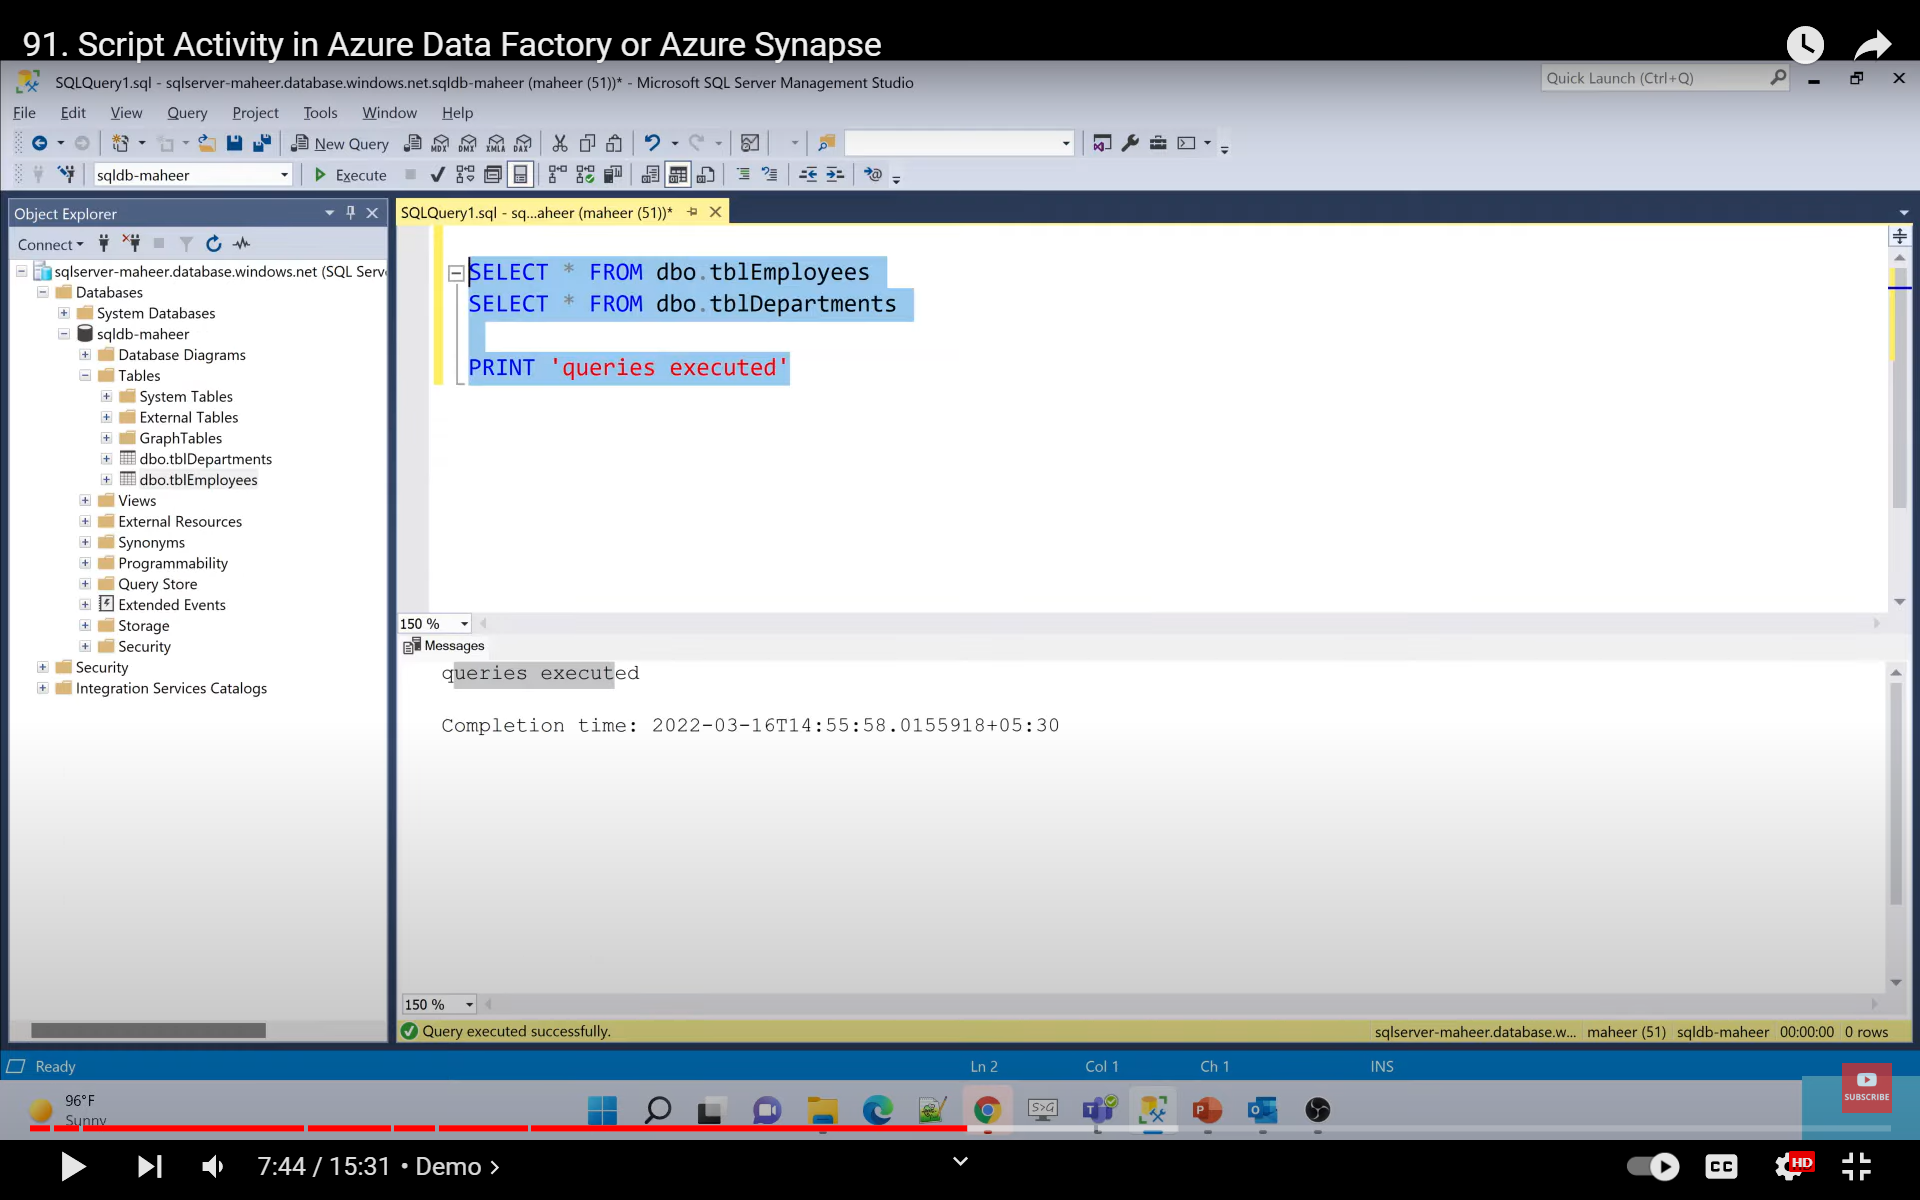 91. Script Activity in Azure Data Factory or Azure Synapse
SQLQuery1.sql - sqlserver-maheer.database.windows.net.sqldb-maheer (maheer (51))* - Microsoft SQL Server Management Studio
Quick Launch (Ctrl+Q)
File Edit View Query Project Tools Window Help
New Query
MDX DMX XMLA DAX
sqldb-maheer
Execute
Object Explorer
SQLQuery1.sql - sq...aheer (maheer (51))*
Connect
sqlserver-maheer.database.windows.net (SQL Serv
Databases
System Databases
sqldb-maheer
Database Diagrams
Tables
System Tables
External Tables
GraphTables
dbo.tblDepartments
dbo.tblEmployees
Views
External Resources
Synonyms
Programmability
Query Store
Extended Events
Storage
Security
Security
Integration Services Catalogs
SELECT * FROM dbo.tblEmployees
SELECT * FROM dbo.tblDepartments
PRINT 'queries executed'
150 %
Messages
queries executed
Completion time: 2022-03-16T14:55:58.0155918+05:30
150 %
Query executed successfully.
sqlserver-maheer.database.w... maheer (51) sqldb-maheer 00:00:00 0 rows
Ready
Ln 2 Col 1 Ch 1 INS
96°F
Sunny
SUBSCRIBE
7:44 / 15:31 • Demo
CC
HD